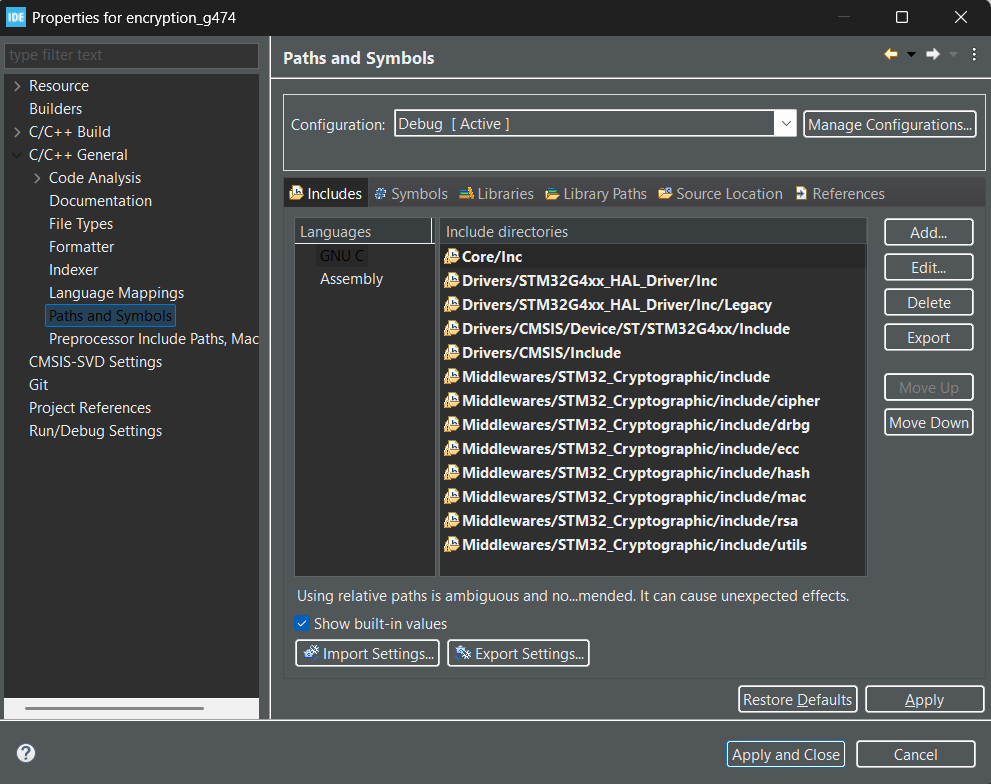 IDE Properties for encryption_g474
type filter text
Resource
Builders
C/C++ Build
C/C++ General
Code Analysis
Documentation
File Types
Formatter
Indexer
Language Mappings
Paths and Symbols
Preprocessor Include Paths, Mac
CMSIS-SVD Settings
Git
Project References
Run/Debug Settings
Paths and Symbols
Configuration: Debug [ Active ] Manage Configurations...
Includes Symbols Libraries Library Paths Source Location References
Languages
GNU C
Assembly
Include directories
Core/Inc
Drivers/STM32G4xx_HAL_Driver/Inc
Drivers/STM32G4xx_HAL_Driver/Inc/Legacy
Drivers/CMSIS/Device/ST/STM32G4xx/Include
Drivers/CMSIS/Include
Middlewares/STM32_Cryptographic/include
Middlewares/STM32_Cryptographic/include/cipher
Middlewares/STM32_Cryptographic/include/drbg
Middlewares/STM32_Cryptographic/include/ecc
Middlewares/STM32_Cryptographic/include/hash
Middlewares/STM32_Cryptographic/include/mac
Middlewares/STM32_Cryptographic/include/rsa
Middlewares/STM32_Cryptographic/include/utils
Add...
Edit...
Delete
Export
Move Up
Move Down
Using relative paths is ambiguous and no...mended. It can cause unexpected effects.
Show built-in values
Import Settings... Export Settings...
Restore Defaults Apply
? Apply and Close Cancel